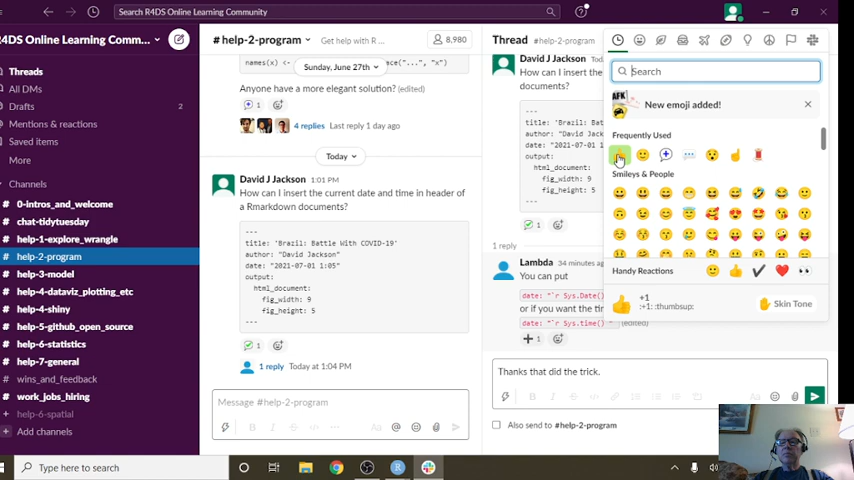 Search R4DS Online Learning Community
R4DS Online Learning Comm...
Threads
All DMs
Drafts 2
Mentions & reactions
Saved items
More
Channels
# 0-intros_and_welcome
# chat-tidytuesday
# help-1-explore_wrangle
# help-2-program
# help-3-model
# help-4-dataviz_plotting_etc
# help-4-shiny
# help-5-github_open_source
# help-6-statistics
# help-7-general
# wins_and_feedback
# work_jobs_hiring
+ help-6-spatial
Add channels
# help-2-program
Get help with R ...
8,980
names(x) <-
place("...", "x")
Sunday, June 27th
Anyone have a more elegant solution? (edited)
1
4 replies Last reply 1 day ago
Today
David J Jackson 1:01 PM
How can I insert the current date and time in header of
a Rmarkdown documents?
---
title: 'Brazil: Battle With COVID-19'
author: "David Jackson"
date: "2021-07-01 1:05"
output:
html_document:
fig_width: 9
fig_height: 5
---
1
1 reply Today at 1:04 PM
Message #help-2-program
Aa @
Thread #help-2-program
David J Jackson
How can I insert the
documents?
---
title: 'Brazil
author: "David
date: "2021-07-01
output:
html_document
fig_width:
fig_height:
---
1
1 reply
Lambda 34 minutes ag
You can put
date: "`r Sys.Date()
or if you want the tim
date: "`r Sys.time()`" (edited)
1
Thanks that did the trick.
B I
Also send to #help-2-program
Search
AFK
New emoji added!
Frequently Used
Smileys & People
Handy Reactions
+1
:+1: :thumbsup:
Skin Tone
Type here to search